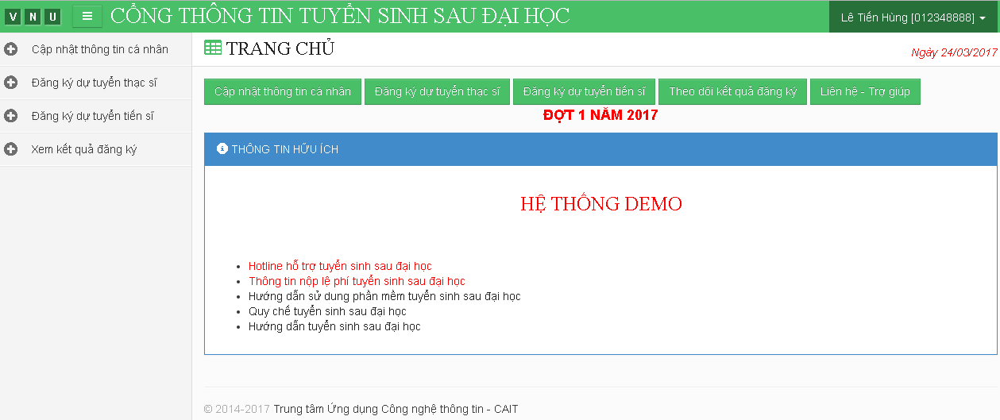 V N U CỔNG THÔNG TIN TUYỂN SINH SAU ĐẠI HỌC Lê Tiến Hùng [012348888]
Cập nhật thông tin cá nhân
Đăng ký dự tuyển thạc sĩ
Đăng ký dự tuyển tiến sĩ
Xem kết quả đăng ký
TRANG CHỦ
Ngày 24/03/2017
Cập nhật thông tin cá nhân Đăng ký dự tuyển thạc sĩ Đăng ký dự tuyển tiến sĩ Theo dõi kết quả đăng ký Liên hệ - Trợ giúp
ĐỢT 1 NĂM 2017
THÔNG TIN HỮU ÍCH
HỆ THỐNG DEMO
Hotline hỗ trợ tuyển sinh sau đại học
Thông tin nộp lệ phí tuyển sinh sau đại học
Hướng dẫn sử dung phần mềm tuyển sinh sau đại học
Quy chế tuyển sinh sau đại học
Hướng dẫn tuyển sinh sau đại học
© 2014-2017 Trung tâm Ứng dụng Công nghệ thông tin - CAIT